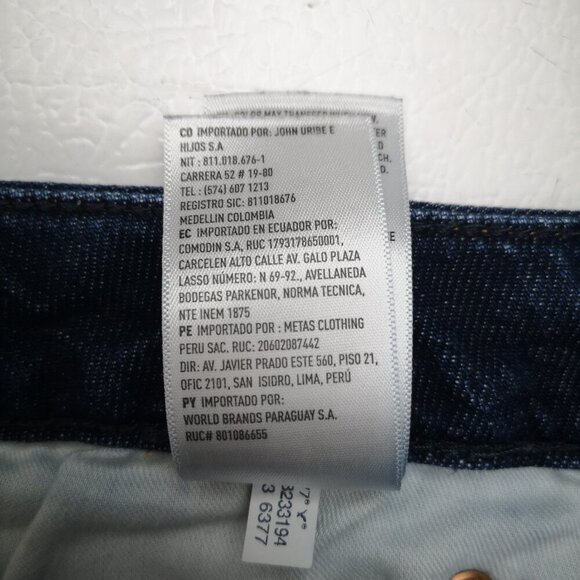 COLOR MAY TRANSFER
CO IMPORTADO POR: JOHN URIBE E
HIJOS S.A
NIT : 811.018.676-1
CARRERA 52 # 19-80
TEL : (574) 607 1213
REGISTRO SIC: 811018676
MEDELLIN COLOMBIA
EC IMPORTADO EN ECUADOR POR:
COMODIN S.A, RUC 1793178650001,
CARCELEN ALTO CALLE AV. GALO PLAZA
LASSO NÚMERO: N 69-92., AVELLANEDA
BODEGAS PARKENOR, NORMA TECNICA,
NTE INEM 1875
PE IMPORTADO POR : METAS CLOTHING
PERU SAC. RUC: 20602087442
DIR: AV. JAVIER PRADO ESTE 560, PISO 21,
OFIC 2101, SAN ISIDRO, LIMA, PERÚ
PY IMPORTADO POR:
WORLD BRANDS PARAGUAY S.A.
RUC# 801086655
3233194
3 6377